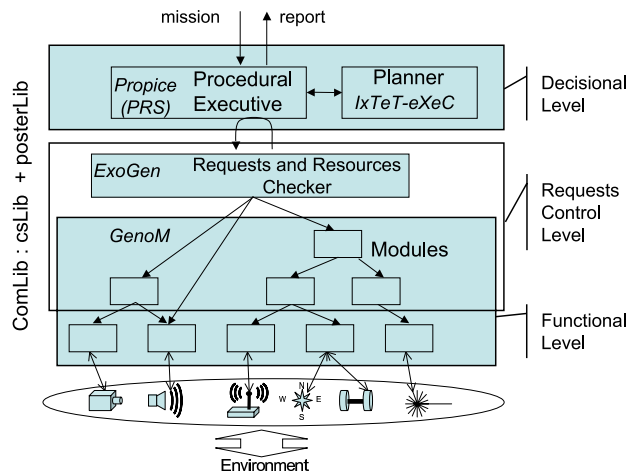 mission
report
Propice
(PRS)
Procedural
Executive
Planner
IxTeT-eXeC
Decisional
Level
ComLib : csLib + posterLib
ExoGen
Requests and Resources
Checker
Requests
Control
Level
GenoM
Modules
Functional
Level
N
W
E
S
Environment